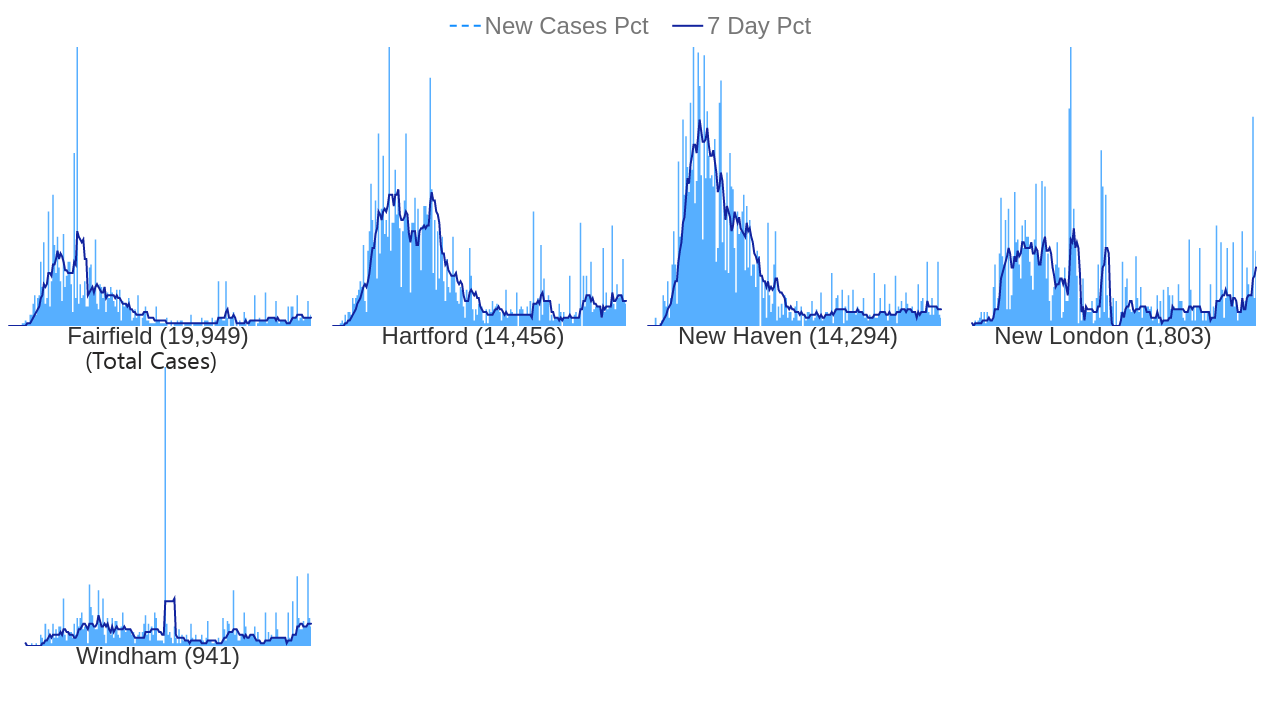 New Cases Pct 7 Day Pct
Fairfield (19,949) Hartford (14,456) New Haven (14,294) New London (1,803)
(Total Cases)
Windham (941)